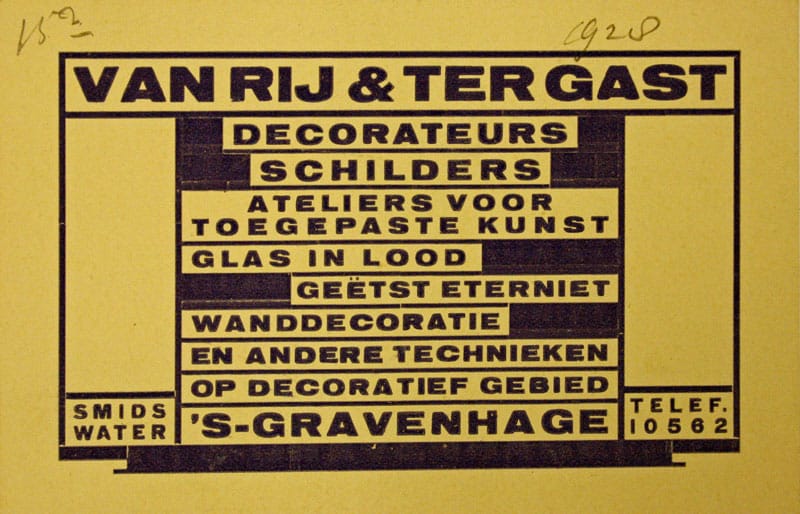 1928
VAN RIJ & TER GAST
DECORATEURS
SCHILDERS
ATELIERS VOOR
TOEGEPASTE KUNST
GLAS IN LOOD
GEËTST ETERNIET
WANDDECORATIE
EN ANDERE TECHNIEKEN
OP DECORATIEF GEBIED
'S-GRAVENHAGE
SMIDS
WATER
TELEF.
10562